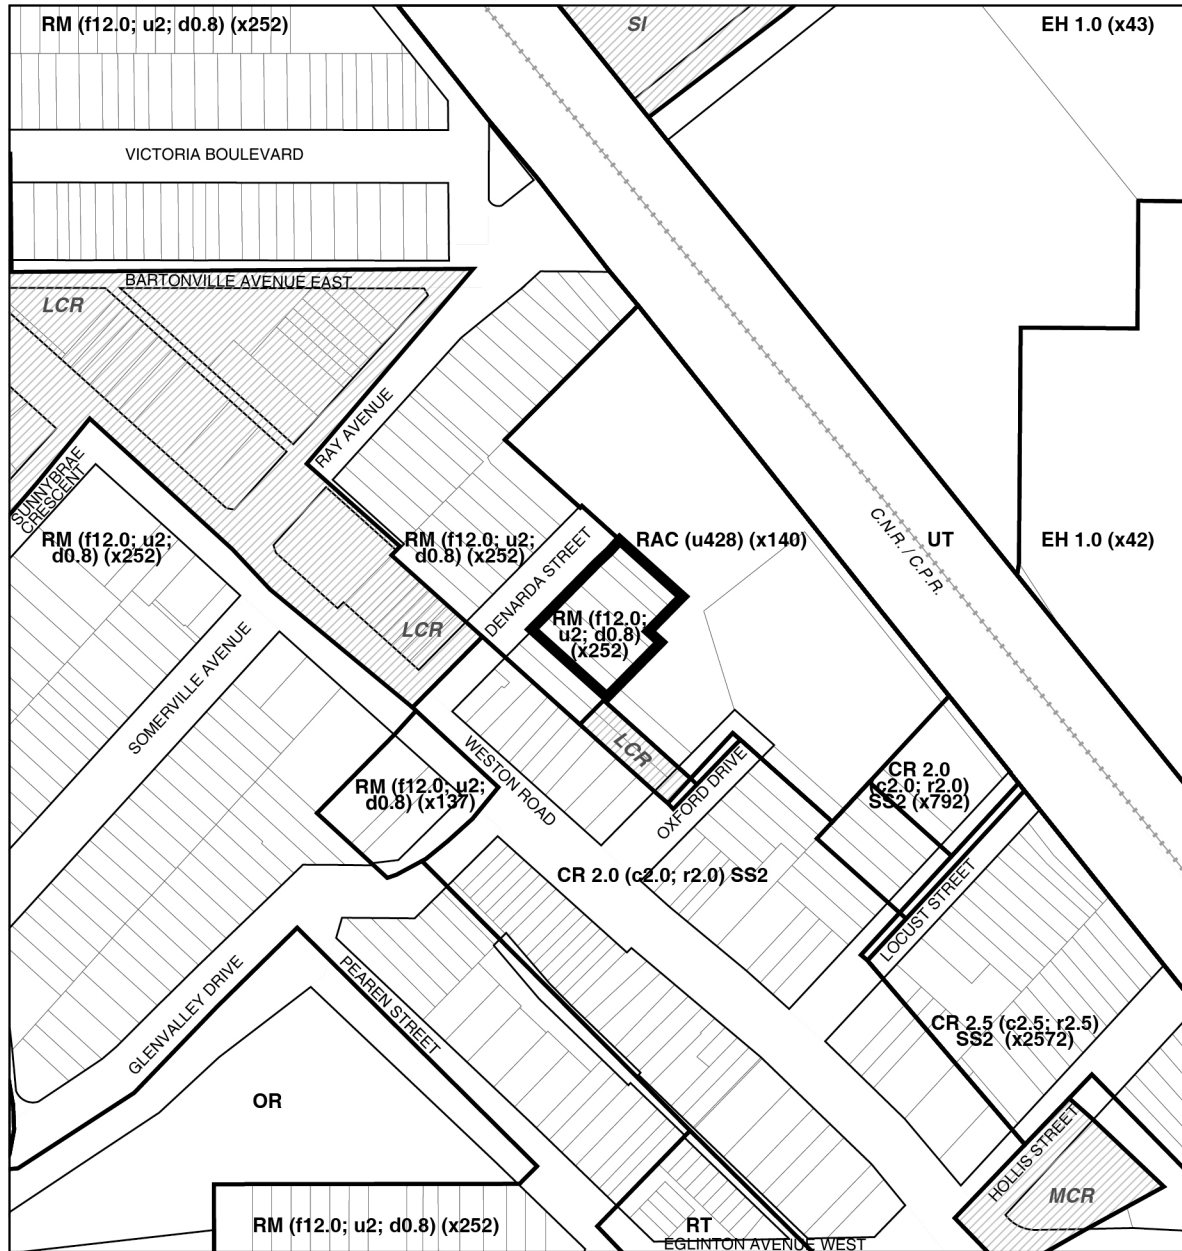 RM (f12.0; u2; d0.8) (x252)
SI
EH 1.0 (x43)
VICTORIA BOULEVARD
BARTONVILLE AVENUE EAST
LCR
RAY AVENUE
SUNNYBRAE
CRESCENT
RM (f12.0; u2;
d0.8) (x252)
RM (f12.0; u2;
d0.8) (x252)
DENARDA STREET
RAC (u428) (x140)
C.N.R. / C.P.R.
UT
EH 1.0 (x42)
RM (f12.0;
u2; d0.8)
(x252)
LCR
SOMERVILLE AVENUE
LCR
WESTON ROAD
OXFORD DRIVE
RM (f12.0; u2;
d0.8) (x137)
CR 2.0
(c2.0; r2.0)
SS2 (x792)
CR 2.0 (c2.0; r2.0) SS2
LOCUST STREET
GLENVALLEY DRIVE
PEAREN STREET
CR 2.5 (c2.5; r2.5)
SS2 (x2572)
OR
HOLLIS STREET
MCR
RM (f12.0; u2; d0.8) (x252)
RT
EGLINTON AVENUE WEST